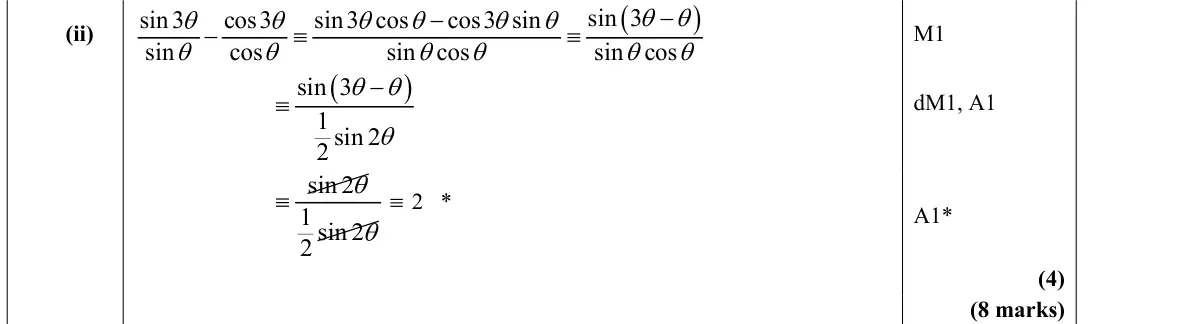 (ii) sin 3θ / sin θ − cos 3θ / cos θ ≡ (sin 3θ cos θ − cos 3θ sin θ) / (sin θ cos θ) ≡ sin (3θ − θ) / (sin θ cos θ) M1
≡ sin (3θ − θ) / (1/2 sin 2θ) dM1, A1
≡ sin 2θ / (1/2 sin 2θ) ≡ 2 * A1*
(4)
(8 marks)